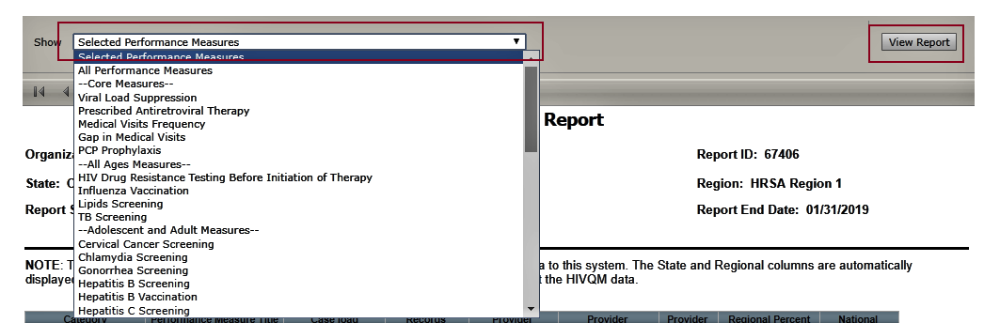 Show Selected Performance Measures View Report
Selected Performance Measures
All Performance Measures
--Core Measures--
Viral Load Suppression
Prescribed Antiretroviral Therapy
Medical Visits Frequency
Gap in Medical Visits
PCP Prophylaxis
--All Ages Measures--
HIV Drug Resistance Testing Before Initiation of Therapy
Influenza Vaccination
Lipids Screening
TB Screening
--Adolescent and Adult Measures--
Cervical Cancer Screening
Chlamydia Screening
Gonorrhea Screening
Hepatitis B Screening
Hepatitis B Vaccination
Hepatitis C Screening
Report
Report ID: 67406
State: Region: HRSA Region 1
Report Report End Date: 01/31/2019
NOTE: to this system. The State and Regional columns are automatically
the HIVQM data.
Category Performance Measure Title Case load Records Provider Provider Provider Regional Percent National